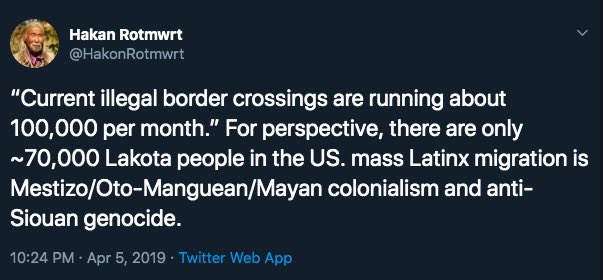 Hakan Rotmwrt
@HakonRotmwrt
“Current illegal border crossings are running about
100,000 per month.” For perspective, there are only
~70,000 Lakota people in the US. mass Latinx migration is
Mestizo/Oto-Manguean/Mayan colonialism and anti-
Siouan genocide.
10:24 PM · Apr 5, 2019 · Twitter Web App